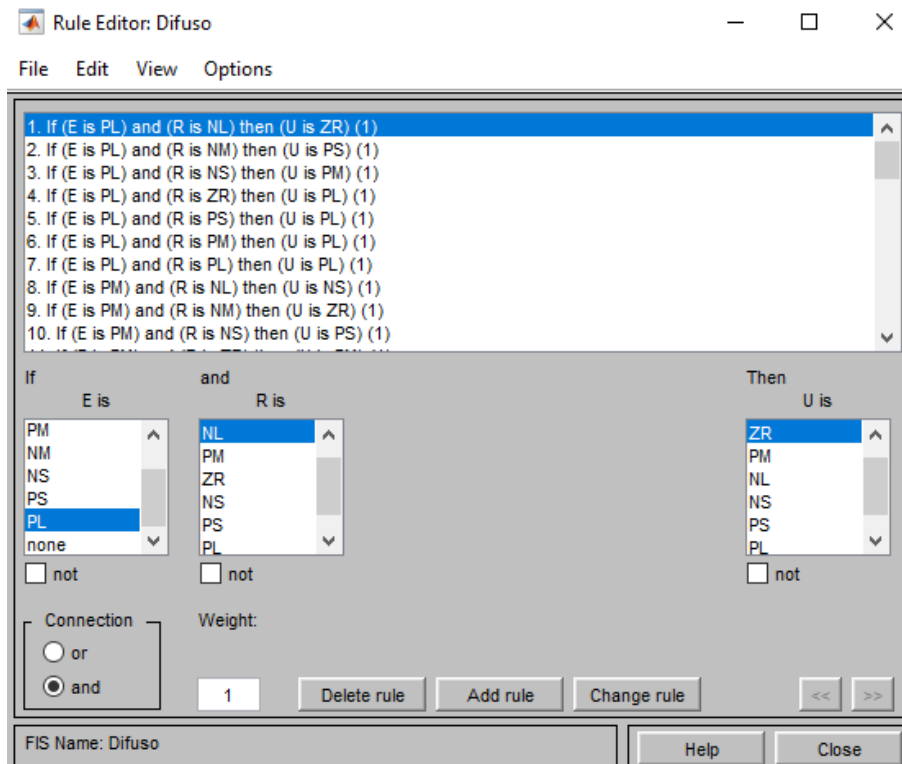 Rule Editor: Difuso
File Edit View Options
1. If (E is PL) and (R is NL) then (U is ZR) (1)
2. If (E is PL) and (R is NM) then (U is PS) (1)
3. If (E is PL) and (R is NS) then (U is PM) (1)
4. If (E is PL) and (R is ZR) then (U is PL) (1)
5. If (E is PL) and (R is PS) then (U is PL) (1)
6. If (E is PL) and (R is PM) then (U is PL) (1)
7. If (E is PL) and (R is PL) then (U is PL) (1)
8. If (E is PM) and (R is NL) then (U is NS) (1)
9. If (E is PM) and (R is NM) then (U is ZR) (1)
10. If (E is PM) and (R is NS) then (U is PS) (1)
If
E is
PM
NM
NS
PS
PL
none
not
and
R is
NL
PM
ZR
NS
PS
PL
not
Then
U is
ZR
PM
NL
NS
PS
PL
not
Connection
or
and
Weight:
1
Delete rule
Add rule
Change rule
<<
>>
FIS Name: Difuso
Help
Close